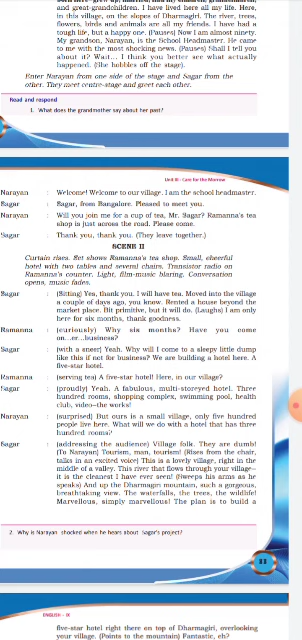 and great-grandchildren. I have lived here all my life. Here,
in this village, on the slopes of Dharmagiri. The river, trees,
flowers, birds and animals are all my friends. I have had a
tough life, but a happy one. (Pauses) Now I am almost ninety.
My grandson, Narayan, is the School Headmaster. He came
to me with the most shocking news. (Pauses) Shall I tell you
about it? Wait... I think you better see what actually
happened. (She hobbles off the stage).
Enter Narayan from one side of the stage and Sagar from the
other. They meet centre-stage and greet each other.
Read and respond
1. What does the grandmother say about her past?
Unit III - Care for the Morrow
Narayan : Welcome! Welcome to our village. I am the school headmaster.
Sagar : Sagar, from Bangalore. Pleased to meet you.
Narayan : Will you join me for a cup of tea, Mr. Sagar? Ramanna's tea
shop is just across the road. Please come.
Sagar : Thank you, thank you. (They leave together.)
SCENE II
Curtain rises. Set shows Ramanna's tea shop. Small, cheerful
hotel with two tables and several chairs. Transistor radio on
Ramanna's counter. Light, film-music blaring. Conversation
opens, music fades.
Sagar : (Sitting) Yes, thank you, I will have tea. Moved into the village
a couple of days ago, you know. Rented a house beyond the
market place. Bit primitive, but it will do. (Laughs) I am only
here for six months, thank goodness.
Ramanna : (curiously) Why six months? Have you come
on...er...business?
Sagar : (with a sneer) Yeah. Why will I come to a sleepy little dump
like this if not for business? We are building a hotel here. A
five-star hotel.
Ramanna : (serving tea) A five-star hotel! Here, in our village?
Sagar : (proudly) Yeah. A fabulous, multi-storeyed hotel. Three
hundred rooms, shopping complex, swimming pool, health
club, video–the works!
Narayan : (surprised) But ours is a small village, only five hundred
people live here. What will we do with a hotel that has three
hundred rooms?
Sagar : (addressing the audience) Village folk. They are dumb!
(To Narayan) Tourism, man, tourism! (Rises from the chair,
talks in an excited voice) This is a lovely village, right in the
middle of a valley. This river that flows through your village–
it is the cleanest I have ever seen! (Sweeps his arms as he
speaks) And up the Dharmagiri mountain, such a gorgeous,
breathtaking view. The waterfalls, the trees, the wildlife!
Marvellous, simply marvellous! The plan is to build a
2. Why is Narayan shocked when he hears about Sagar's project?
ENGLISH - IX
five-star hotel right there on top of Dharmagiri, overlooking
your village. (Points to the mountain) Fantastic, eh?